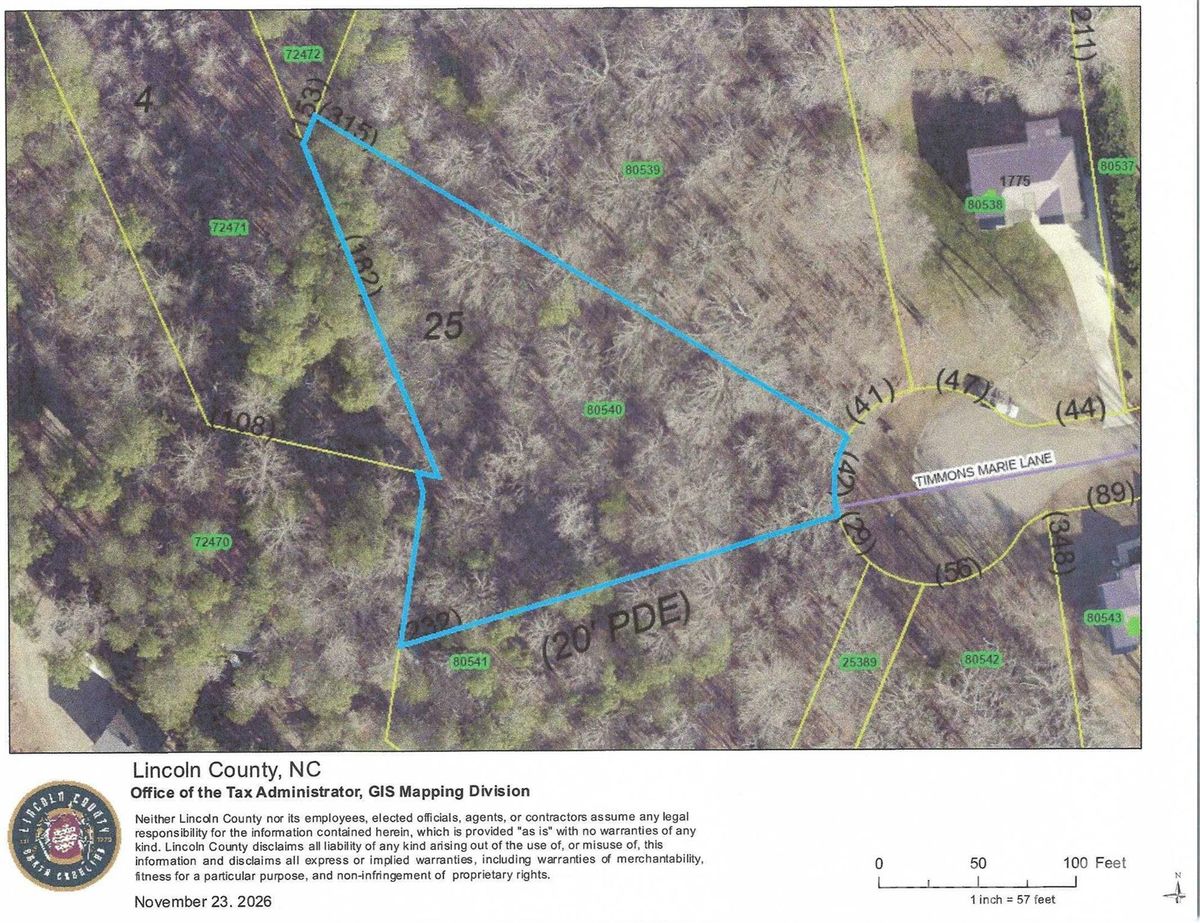 211)
72472
4
(153)
(315)
80539
80537
1775
80538
72471
(182)
25
(47)
(41)
(44)
80540
(108)
(42)
TIMMONS MARIE LANE
(89)
(29)
(348)
72470
(56)
232)
(20' PDE)
80543
80541
25389
80542
Lincoln County, NC
Office of the Tax Administrator, GIS Mapping Division
Neither Lincoln County nor its employees, elected officials, agents, or contractors assume any legal
responsibility for the information contained herein, which is provided "as is" with no warranties of any
kind. Lincoln County disclaims all liability of any kind arising out of the use of, or misuse of, this
information and disclaims all express or implied warranties, including warranties of merchantability,
fitness for a particular purpose, and non-infringement of proprietary rights.
November 23. 2026
LINCOLN COUNTY
NORTH CAROLINA
0 50 100 Feet
1 inch = 57 feet
N